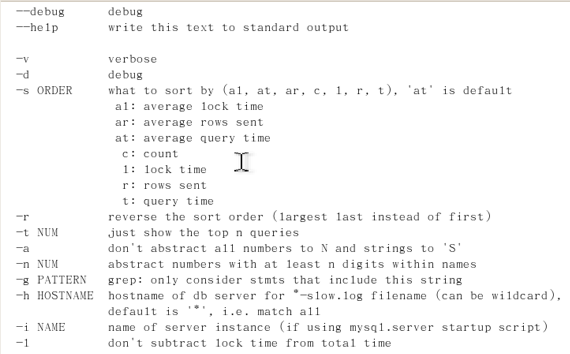 --debug      debug
--help       write this text to standard output

-v           verbose
-d           debug
-s ORDER     what to sort by (al, at, ar, c, l, r, t), 'at' is default
              al: average lock time
              ar: average rows sent
              at: average query time
               c: count
               l: lock time
               r: rows sent
               t: query time
-r           reverse the sort order (largest last instead of first)
-t NUM       just show the top n queries
-a           don't abstract all numbers to N and strings to 'S'
-n NUM       abstract numbers with at least n digits within names
-g PATTERN   grep: only consider stmts that include this string
-h HOSTNAME  hostname of db server for *-slow.log filename (can be wildcard),
             default is '*', i.e. match all
-i NAME      name of server instance (if using mysql.server startup script)
-l           don't subtract lock time from total time